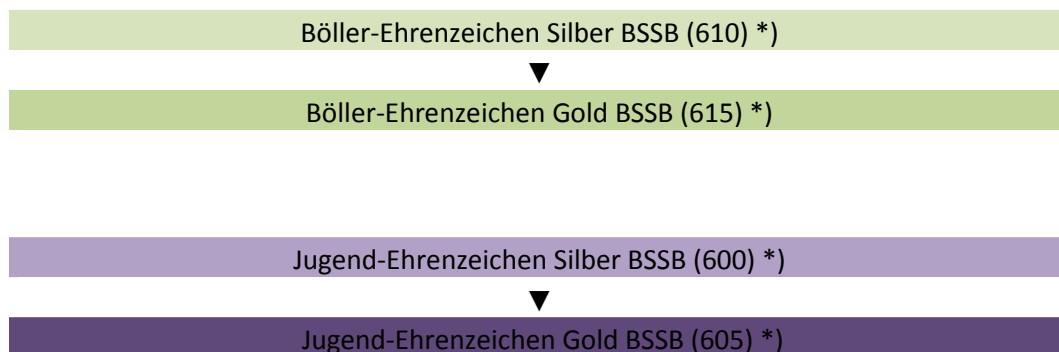 Böller-Ehrenzeichen Silber BSSB (610) *)
▼
Böller-Ehrenzeichen Gold BSSB (615) *)
Jugend-Ehrenzeichen Silber BSSB (600) *)
▼
Jugend-Ehrenzeichen Gold BSSB (605) *)